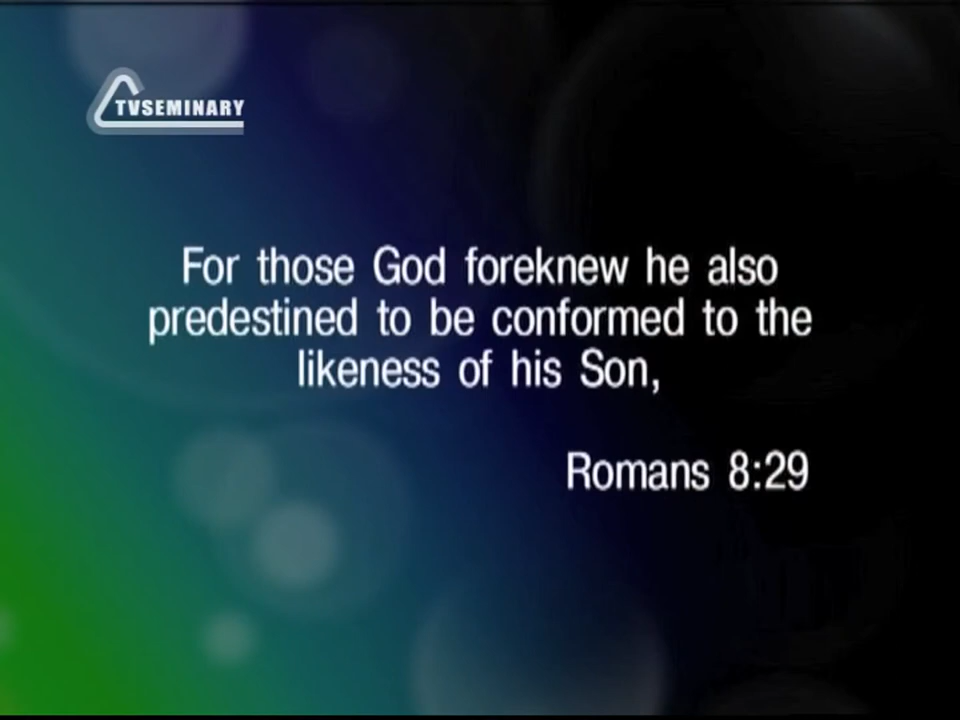 TVSEMINARY
For those God foreknew he also
predestined to be conformed to the
likeness of his Son,
Romans 8:29